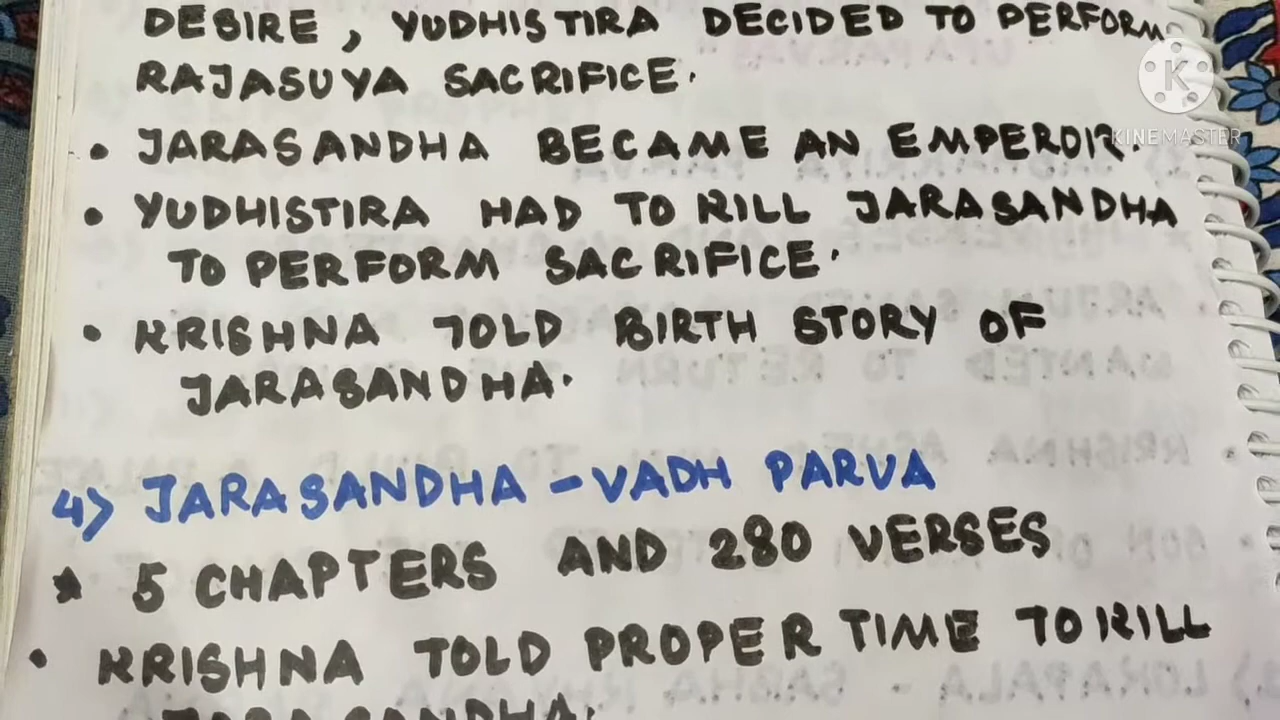 DESIRE, YUDHISTIRA DECIDED TO PERFORM
RAJASUYA SACRIFICE.
K
KINEMASTER
• JARASANDHA BECAME AN EMPEROR.
• YUDHISTIRA HAD TO KILL JARASANDHA
TO PERFORM SACRIFICE.
• KRISHNA TOLD BIRTH STORY OF
JARASANDHA.
4) JARASANDHA - VADH PARVA
* 5 CHAPTERS AND 280 VERSES
• KRISHNA TOLD PROPER TIME TO KILL
JARASANDHA.